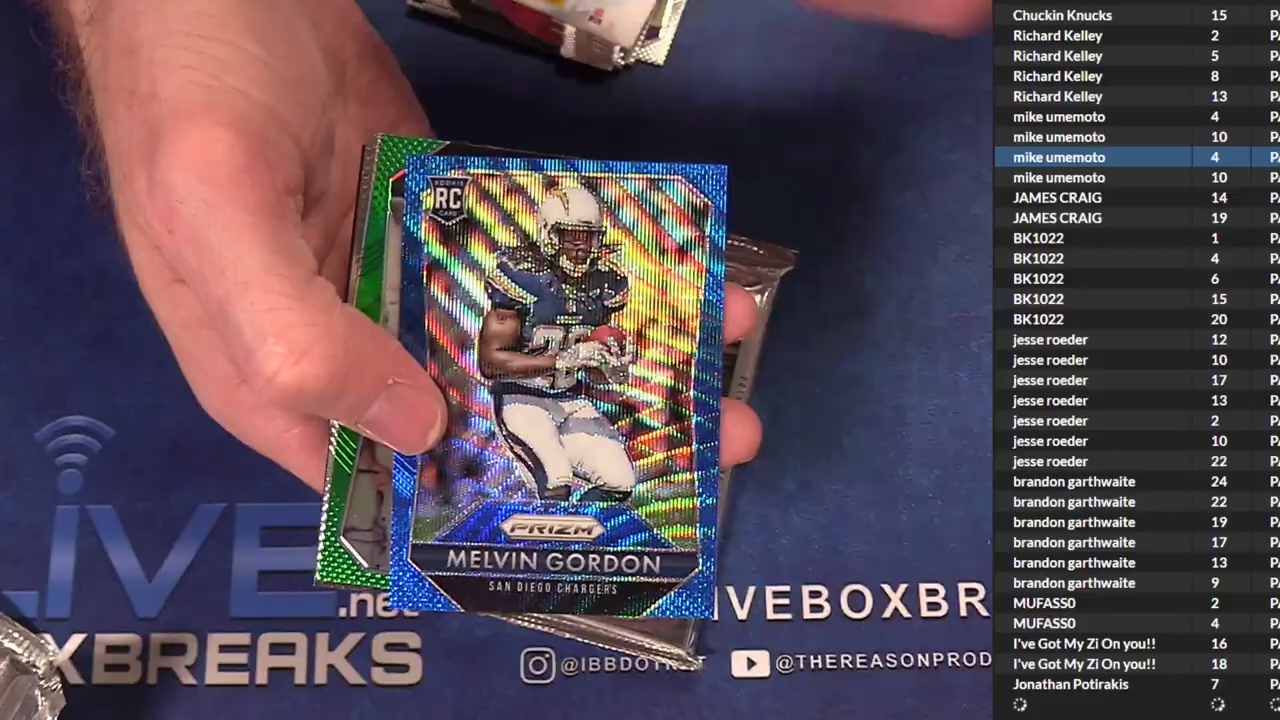 ROOKIE
RC
CARD
PRIZM
MELVIN GORDON
SAN DIEGO CHARGERS
LiVE
.net
XBREAKS
IVEBOXBR
@IBBDOT
@THEREASONPROD
Chuckin Knucks 15
Richard Kelley 2
Richard Kelley 5
Richard Kelley 8
Richard Kelley 13
mike umemoto 4
mike umemoto 10
mike umemoto 4
mike umemoto 10
JAMES CRAIG 14
JAMES CRAIG 19
BK1022 1
BK1022 4
BK1022 6
BK1022 15
BK1022 20
jesse roeder 12
jesse roeder 10
jesse roeder 17
jesse roeder 13
jesse roeder 2
jesse roeder 10
jesse roeder 22
brandon garthwaite 24
brandon garthwaite 22
brandon garthwaite 19
brandon garthwaite 17
brandon garthwaite 13
brandon garthwaite 9
MUFASS0 2
MUFASS0 4
I've Got My Zi On you!! 16
I've Got My Zi On you!! 18
Jonathan Potirakis 7